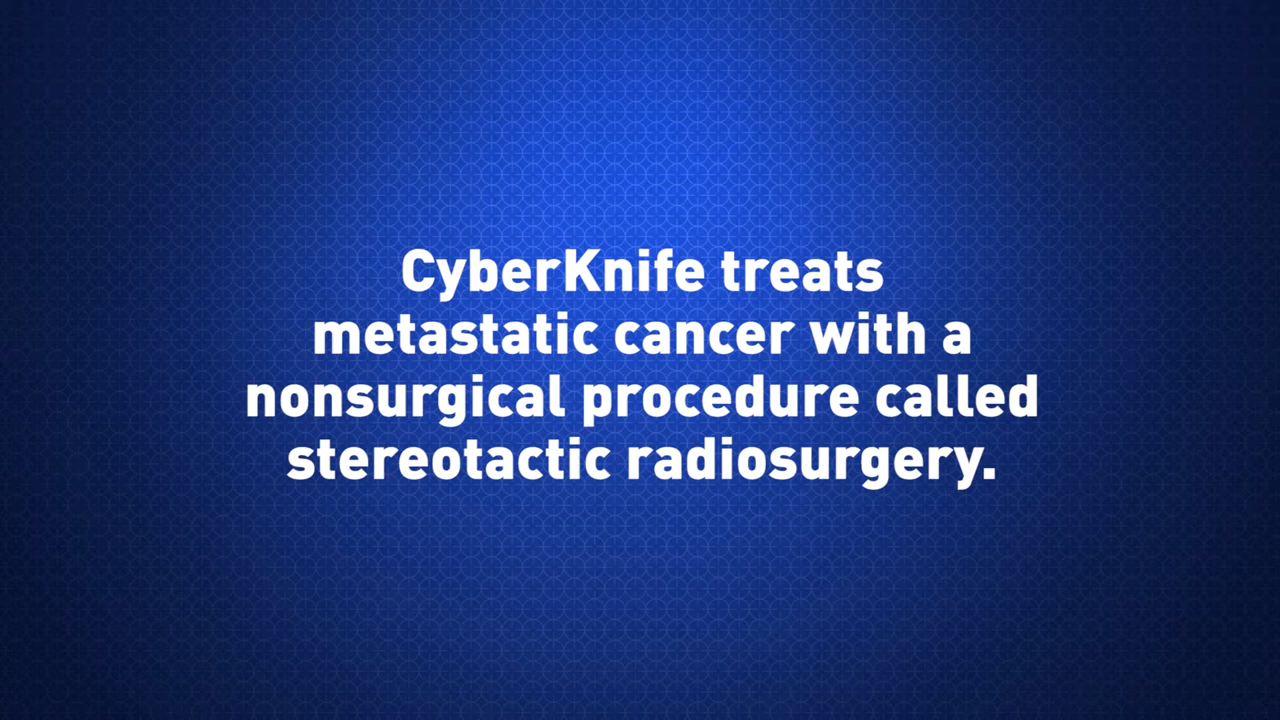 CyberKnife treats
metastatic cancer with a
nonsurgical procedure called
stereotactic radiosurgery.